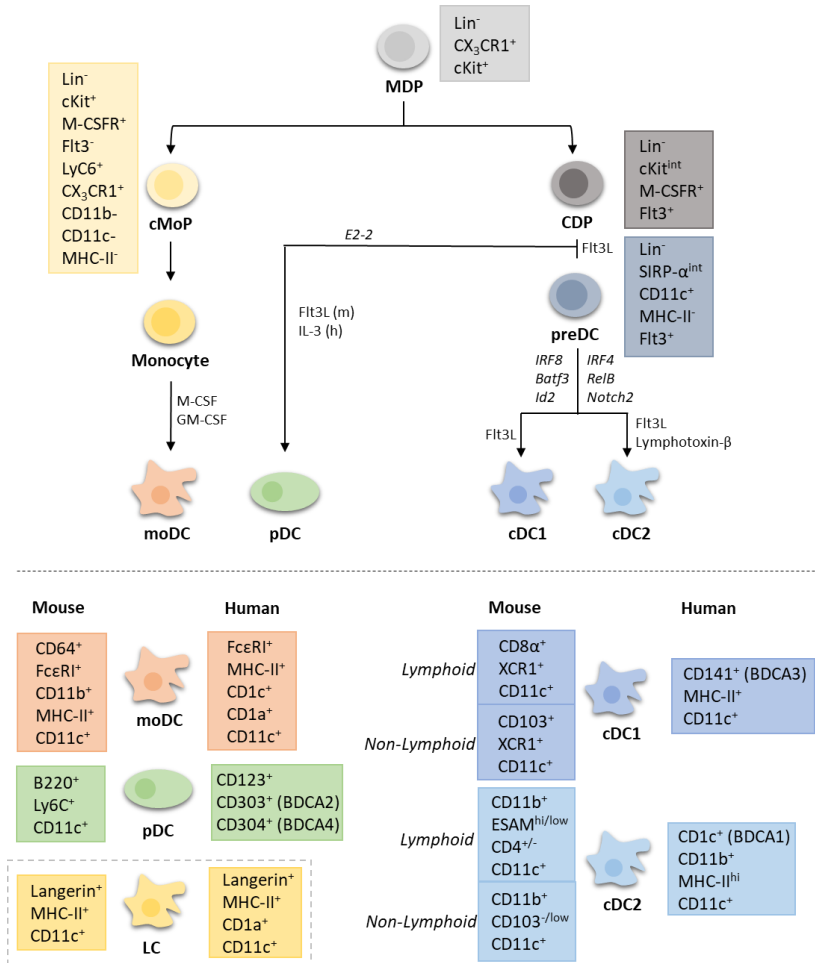 Lin⁻
CX₃CR1⁺
cKit⁺
MDP
Lin⁻
cKit⁺
M-CSFR⁺
Flt3⁻
LyC6⁺
CX₃CR1⁺
CD11b-
CD11c-
MHC-II⁻
cMoP
Lin⁻
cKitⁱⁿᵗ
M-CSFR⁺
Flt3⁺
CDP
E2-2
Flt3L
Lin⁻
SIRP-αⁱⁿᵗ
CD11c⁺
MHC-II⁻
Flt3⁺
preDC
Flt3L (m)
IL-3 (h)
Monocyte
IRF8
Batf3
Id2
IRF4
RelB
Notch2
M-CSF
GM-CSF
Flt3L
Flt3L
Lymphotoxin-β
moDC
pDC
cDC1
cDC2
Mouse
Human
CD64⁺
FcεRI⁺
CD11b⁺
MHC-II⁺
CD11c⁺
moDC
FcεRI⁺
MHC-II⁺
CD1c⁺
CD1a⁺
CD11c⁺
B220⁺
Ly6C⁺
CD11c⁺
pDC
CD123⁺
CD303⁺ (BDCA2)
CD304⁺ (BDCA4)
Langerin⁺
MHC-II⁺
CD11c⁺
LC
Langerin⁺
MHC-II⁺
CD1a⁺
CD11c⁺
Mouse
Human
Lymphoid
CD8α⁺
XCR1⁺
CD11c⁺
Non-Lymphoid
CD103⁺
XCR1⁺
CD11c⁺
cDC1
CD141⁺ (BDCA3)
MHC-II⁺
CD11c⁺
Lymphoid
CD11b⁺
ESAMʰⁱ/ˡᵒʷ
CD4⁺/⁻
CD11c⁺
Non-Lymphoid
CD11b⁺
CD103⁻/ˡᵒʷ
CD11c⁺
cDC2
CD1c⁺ (BDCA1)
CD11b⁺
MHC-IIʰⁱ
CD11c⁺